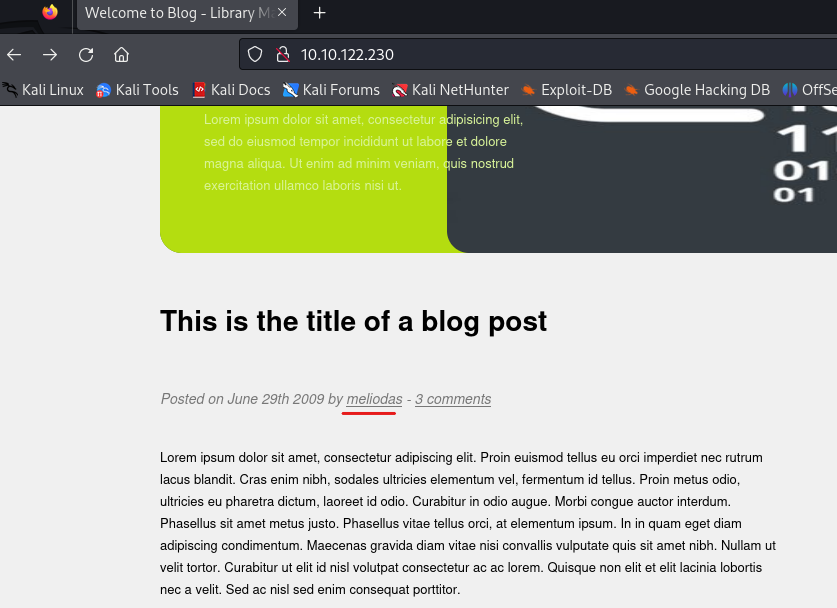 Welcome to Blog - Library M
10.10.122.230
Kali Linux Kali Tools Kali Docs Kali Forums Kali NetHunter Exploit-DB Google Hacking DB OffSe
Lorem ipsum dolor sit amet, consectetur adipisicing elit,
sed do eiusmod tempor incididunt ut labore et dolore
magna aliqua. Ut enim ad minim veniam, quis nostrud
exercitation ullamco laboris nisi ut.
11
01
01
This is the title of a blog post
Posted on June 29th 2009 by meliodas - 3 comments
Lorem ipsum dolor sit amet, consectetur adipiscing elit. Proin euismod tellus eu orci imperdiet nec rutrum
lacus blandit. Cras enim nibh, sodales ultricies elementum vel, fermentum id tellus. Proin metus odio,
ultricies eu pharetra dictum, laoreet id odio. Curabitur in odio augue. Morbi congue auctor interdum.
Phasellus sit amet metus justo. Phasellus vitae tellus orci, at elementum ipsum. In in quam eget diam
adipiscing condimentum. Maecenas gravida diam vitae nisi convallis vulputate quis sit amet nibh. Nullam ut
velit tortor. Curabitur ut elit id nisl volutpat consectetur ac ac lorem. Quisque non elit et elit lacinia lobortis
nec a velit. Sed ac nisl sed enim consequat porttitor.